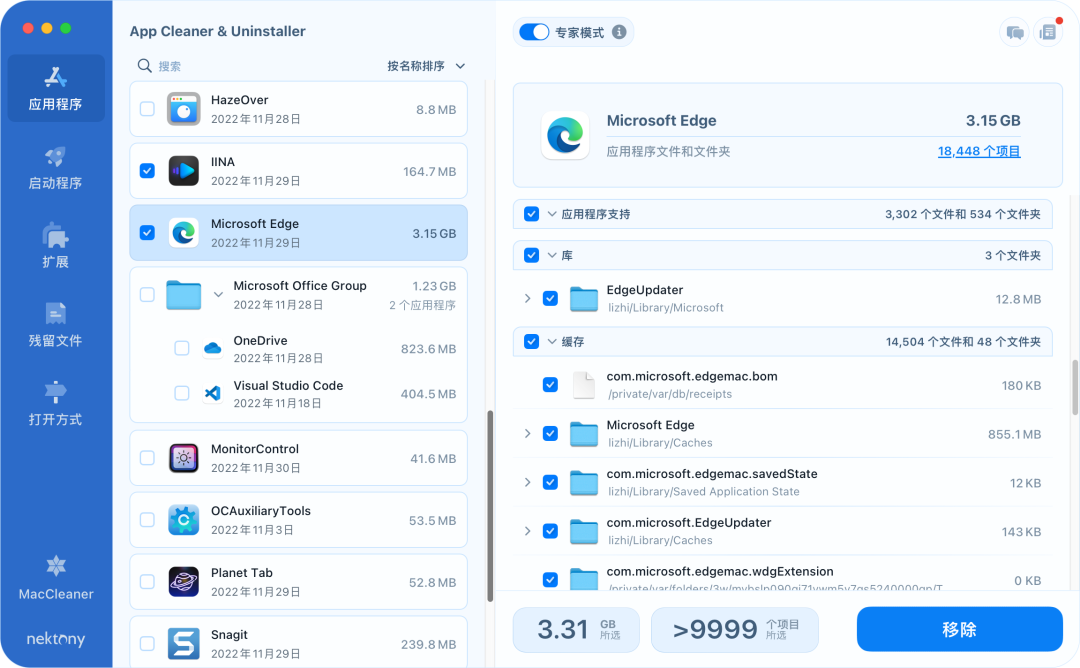 应用程序
启动程序
扩展
残留文件
打开方式
MacCleaner
nektony
App Cleaner & Uninstaller
搜索
按名称排序
HazeOver
2022年11月28日
8.8 MB
IINA
2022年11月29日
164.7 MB
Microsoft Edge
2022年11月29日
3.15 GB
Microsoft Office Group
2022年11月28日
1.23 GB
2 个应用程序
OneDrive
2022年11月28日
823.6 MB
Visual Studio Code
2022年11月18日
404.5 MB
MonitorControl
2022年11月30日
41.6 MB
OCAuxiliaryTools
2022年11月3日
53.5 MB
Planet Tab
2022年11月29日
52.8 MB
Snagit
2022年11月29日
239.8 MB
专家模式
Microsoft Edge
3.15 GB
应用程序文件和文件夹
18,448 个项目
应用程序支持
3,302 个文件和 534 个文件夹
库
3 个文件夹
EdgeUpdater
lizhi/Library/Microsoft
12.8 MB
缓存
14,504 个文件和 48 个文件夹
com.microsoft.edgemac.bom
/private/var/db/receipts
180 KB
Microsoft Edge
lizhi/Library/Caches
855.1 MB
com.microsoft.edgemac.savedState
lizhi/Library/Saved Application State
12 KB
com.microsoft.EdgeUpdater
lizhi/Library/Caches
143 KB
com.microsoft.edgemac.wdgExtension
0 KB
3.31 GB 所选
>9999 个项目 所选
移除